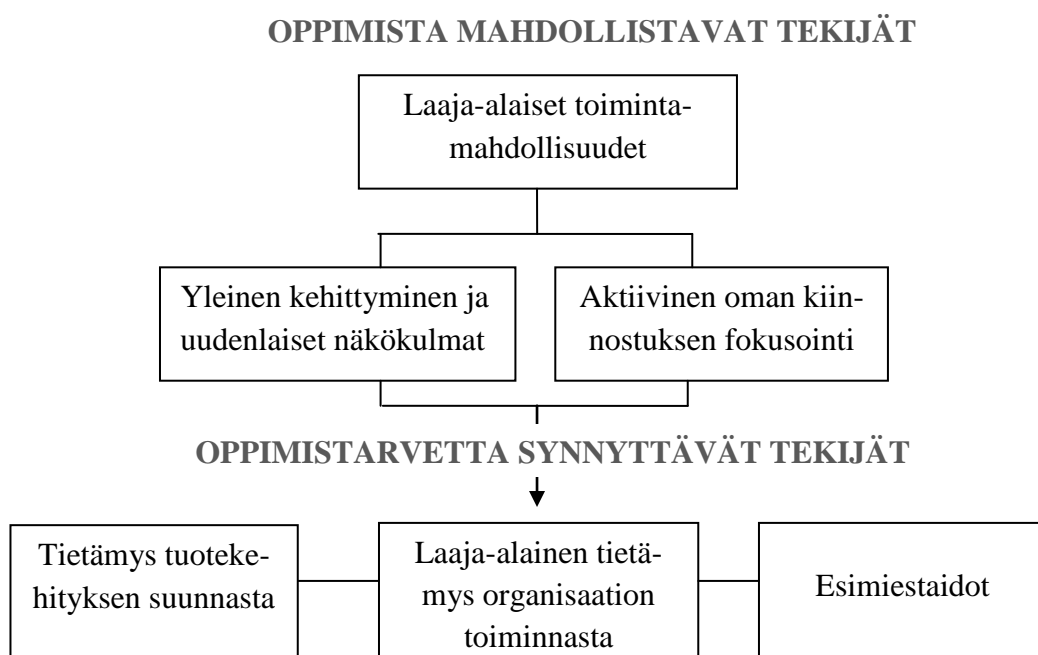 OPPIMISTA MAHDOLLISTAVAT TEKIJÄT
Laaja-alaiset toiminta-
mahdollisuudet
Yleinen kehittyminen ja
uudenlaiset näkökulmat
Aktiivinen oman kiin-
nostuksen fokusointi
OPPIMISTARVETTA SYNNYTTÄVÄT TEKIJÄT
Tietämys tuoteke-
hityksen suunnasta
Laaja-alainen tietä-
mys organisaation
toiminnasta
Esimiestaidot